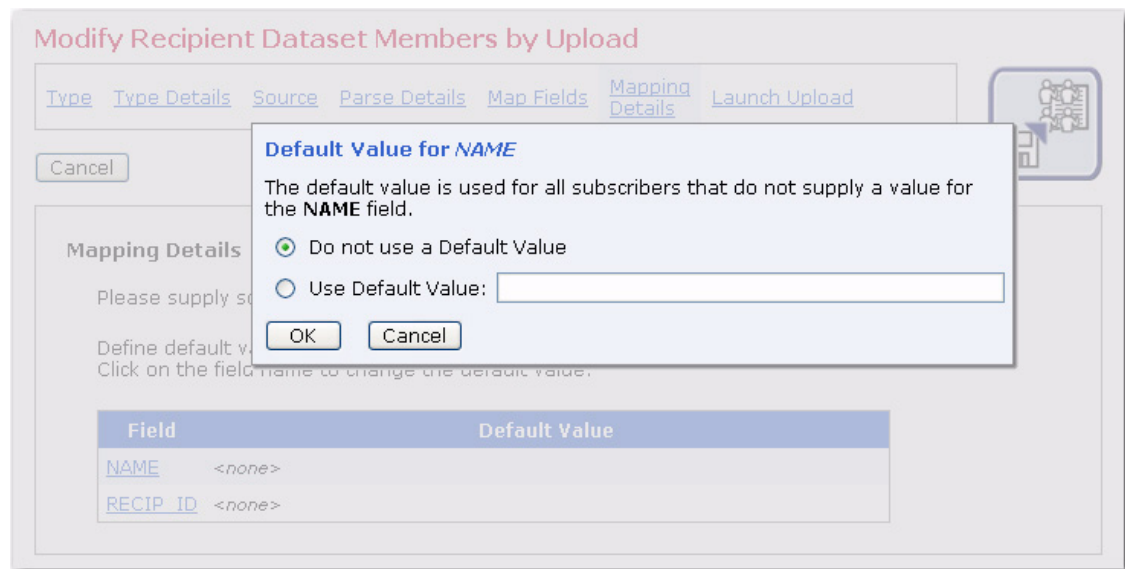 Modify Recipient Dataset Members by Upload
Type Type Details Source Parse Details Map Fields Mapping Details Launch Upload
Cancel
Default Value for NAME
The default value is used for all subscribers that do not supply a value for
the NAME field.
Do not use a Default Value
Use Default Value:
OK Cancel
Mapping Details
Please supply
Define default
Click on the field name to change the default value.
Field Default Value
NAME <none>
RECIP_ID <none>